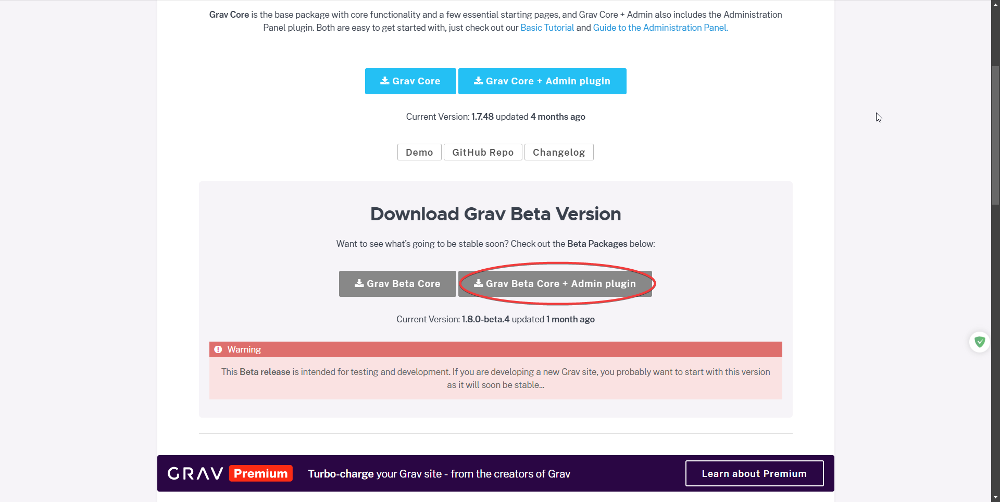 Grav Core is the base package with core functionality and a few essential starting pages, and Grav Core + Admin also includes the Administration
Panel plugin. Both are easy to get started with, just check out our Basic Tutorial and Guide to the Administration Panel.
Grav Core
Grav Core + Admin plugin
Current Version: 1.7.48 updated 4 months ago
Demo
GitHub Repo
Changelog
Download Grav Beta Version
Want to see what's going to be stable soon? Check out the Beta Packages below:
Grav Beta Core
Grav Beta Core + Admin plugin
Current Version: 1.8.0-beta.4 updated 1 month ago
Warning
This Beta release is intended for testing and development. If you are developing a new Grav site, you probably want to start with this version
as it will soon be stable...
GRAV Premium
Turbo-charge your Grav site - from the creators of Grav
Learn about Premium